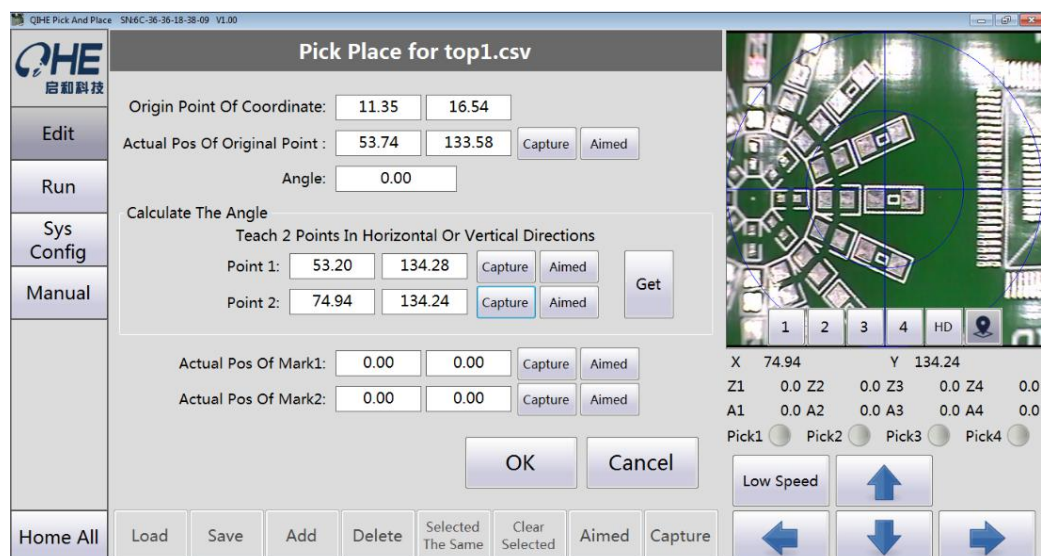 QIHE Pick And Place SN:6C-36-36-18-38-09 V1.00
QHE
启和科技
Edit
Run
Sys
Config
Manual
Home All
Pick Place for top1.csv
Origin Point Of Coordinate: 11.35 16.54
Actual Pos Of Original Point : 53.74 133.58 Capture Aimed
Angle: 0.00
Calculate The Angle
Teach 2 Points In Horizontal Or Vertical Directions
Point 1: 53.20 134.28 Capture Aimed
Point 2: 74.94 134.24 Capture Aimed
Get
Actual Pos Of Mark1: 0.00 0.00 Capture Aimed
Actual Pos Of Mark2: 0.00 0.00 Capture Aimed
OK Cancel
Load Save Add Delete Selected The Same Clear Selected Aimed Capture
1 2 3 4 HD
X 74.94 Y 134.24
Z1 0.0 Z2 0.0 Z3 0.0 Z4 0.0
A1 0.0 A2 0.0 A3 0.0 A4 0.0
Pick1 Pick2 Pick3 Pick4
Low Speed